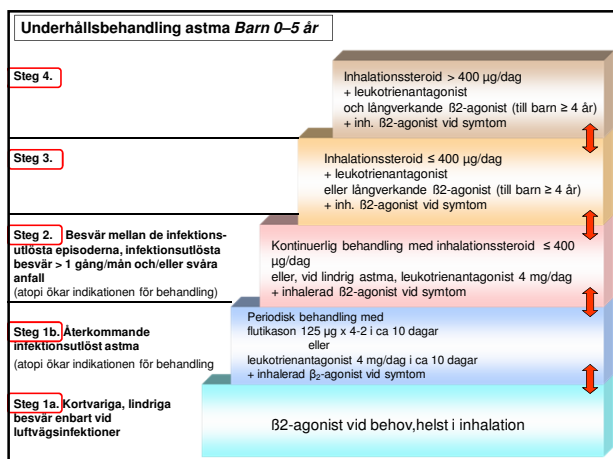 Underhållsbehandling astma Barn 0–5 år
Steg 4.
Inhalationssteroid > 400 µg/dag
+ leukotrienantagonist
och långverkande ß2-agonist (till barn ≥ 4 år)
+ inh. ß2-agonist vid symtom
Steg 3.
Inhalationssteroid ≤ 400 µg/dag
+ leukotrienantagonist
eller långverkande ß2-agonist (till barn ≥ 4 år)
+ inh. ß2-agonist vid symtom
Steg 2. Besvär mellan de infektions-
utlösta episoderna, infektionsutlösta
besvär > 1 gång/mån och/eller svåra
anfall
(atopi ökar indikationen för behandling)
Kontinuerlig behandling med inhalationssteroid ≤ 400
µg/dag
eller, vid lindrig astma, leukotrienantagonist 4 mg/dag
+ inhalerad ß2-agonist vid symtom
Steg 1b. Återkommande
infektionsutlöst astma
(atopi ökar indikationen för behandling
Periodisk behandling med
flutikason 125 µg x 4-2 i ca 10 dagar
eller
leukotrienantagonist 4 mg/dag i ca 10 dagar
+ inhalerad β₂-agonist vid symtom
Steg 1a. Kortvariga, lindriga
besvär enbart vid
luftvägsinfektioner
ß2-agonist vid behov,helst i inhalation